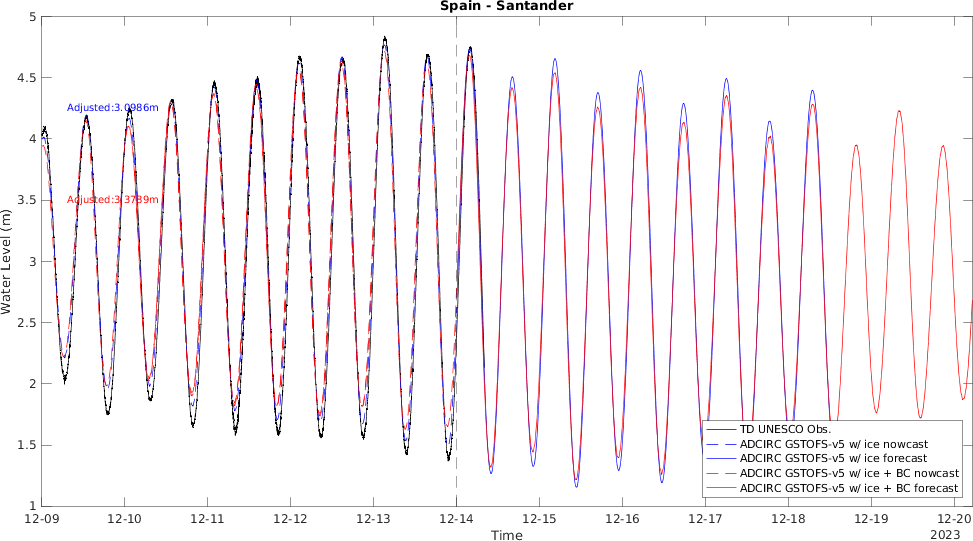 Spain - Santander
5
4.5
4
3.5
3
2.5
2
1.5
1
Water Level (m)
Adjusted:3.0986m
Adjusted:3.3789m
TD UNESCO Obs.
ADCIRC GSTOFS-v5 w/ ice nowcast
ADCIRC GSTOFS-v5 w/ ice forecast
ADCIRC GSTOFS-v5 w/ ice + BC nowcast
ADCIRC GSTOFS-v5 w/ ice + BC forecast
12-09 12-10 12-11 12-12 12-13 12-14 12-15 12-16 12-17 12-18 12-19 12-20
Time
2023